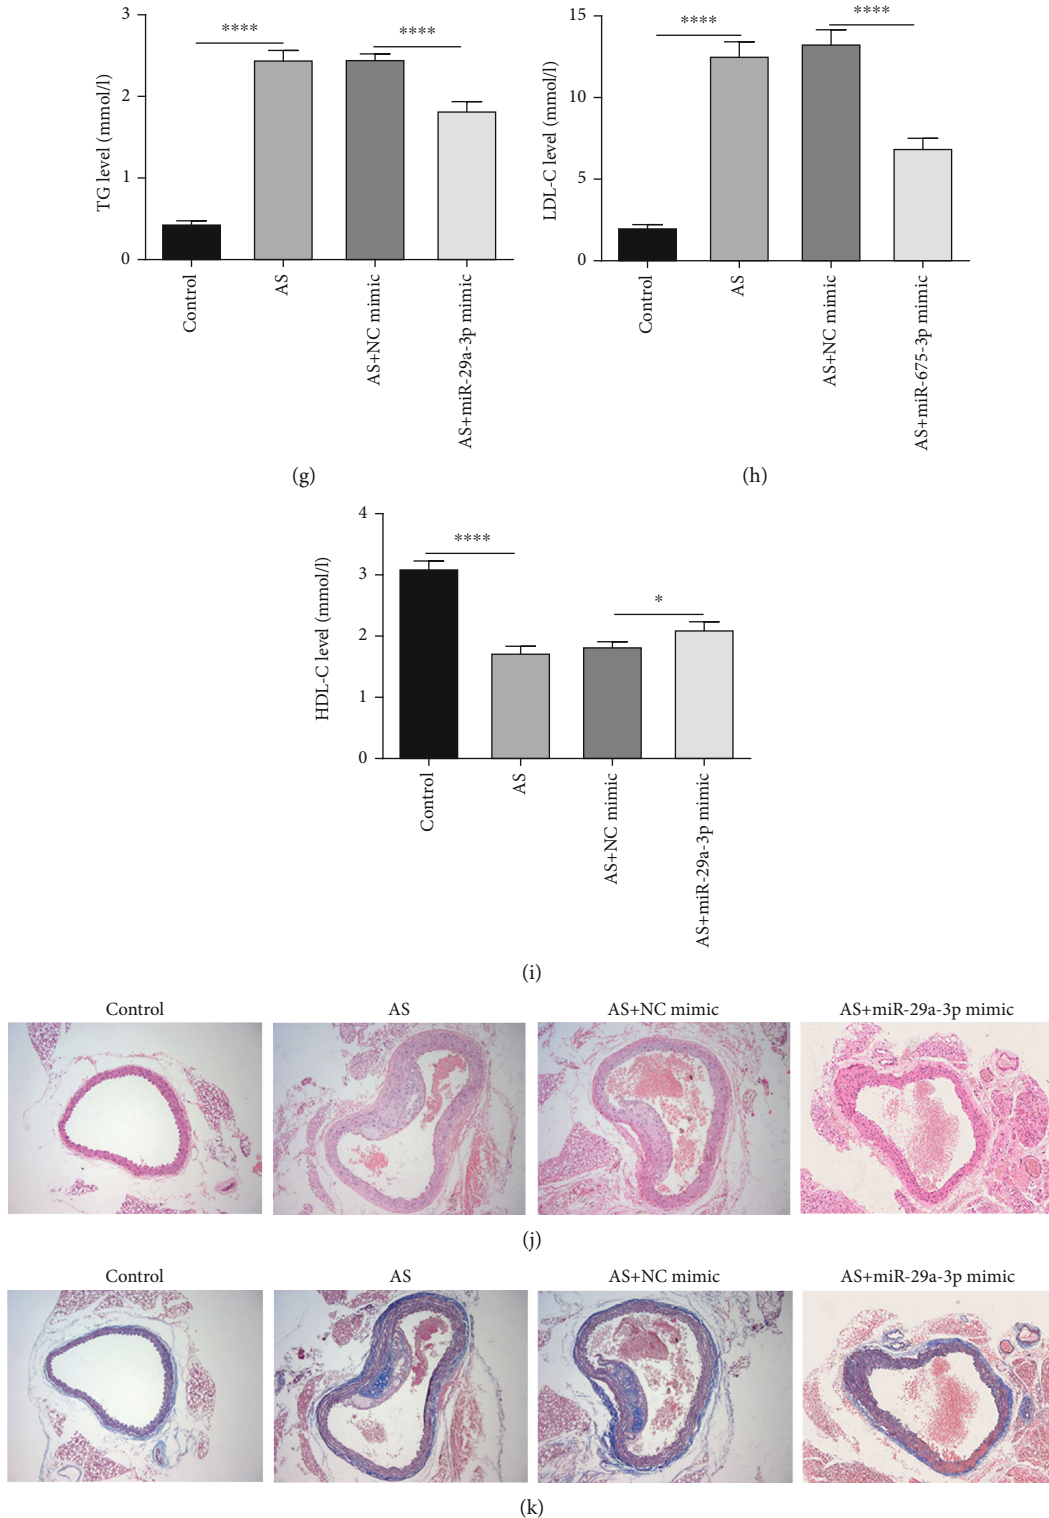 TG level (mmol/l)
3
2
1
0
****
****
Control
AS
AS+NC mimic
AS+miR-29a-3p mimic
(g)
LDL-C level (mmol/l)
15
10
5
0
****
****
Control
AS
AS+NC mimic
AS+miR-675-3p mimic
(h)
HDL-C level (mmol/l)
4
3
2
1
0
****
*
Control
AS
AS+NC mimic
AS+miR-29a-3p mimic
(i)
Control
AS
AS+NC mimic
AS+miR-29a-3p mimic
(j)
Control
AS
AS+NC mimic
AS+miR-29a-3p mimic
(k)